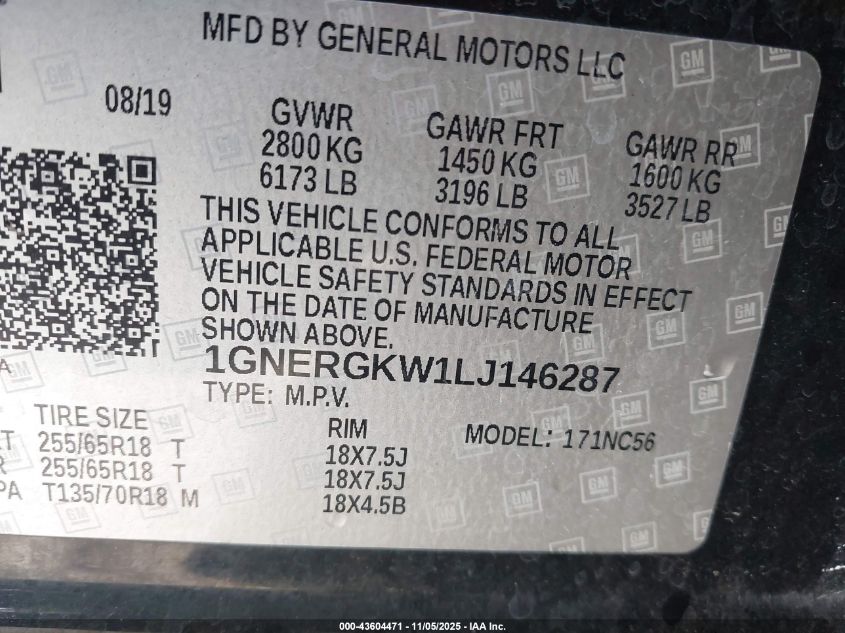 MFD BY GENERAL MOTORS LLC
08/19
GVWR GAWR FRT GAWR RR
2800 KG 1450 KG 1600 KG
6173 LB 3196 LB 3527 LB
THIS VEHICLE CONFORMS TO ALL
APPLICABLE U.S. FEDERAL MOTOR
VEHICLE SAFETY STANDARDS IN EFFECT
ON THE DATE OF MANUFACTURE
SHOWN ABOVE.
1GNERGKW1LJ146287
TYPE: M.P.V.
TIRE SIZE RIM MODEL: 171NC56
255/65R18 T 18X7.5J
255/65R18 T 18X7.5J
T135/70R18 M 18X4.5B
GM
000-43604471 - 11/05/2025 - IAA Inc.